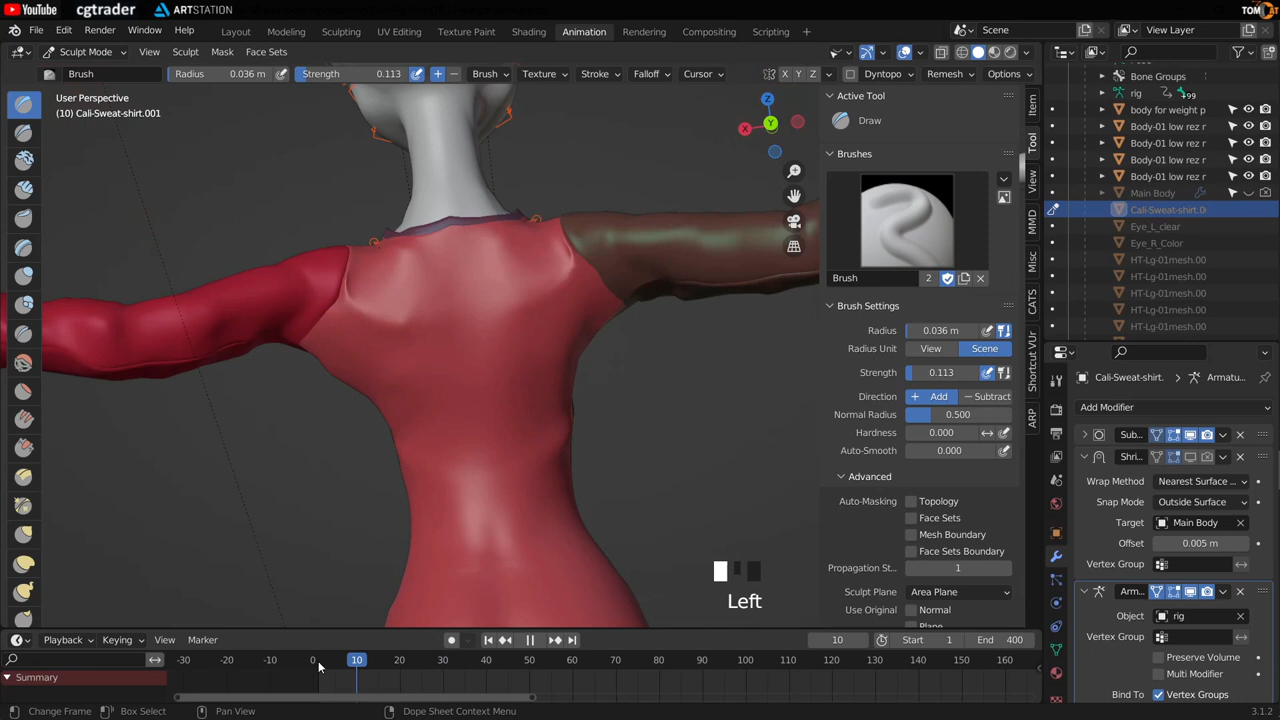 YouTube cgtrader ARTSTATION TOMCAT
File Edit Render Window Help Layout Modeling Sculpting UV Editing Texture Paint Shading Animation Rendering Compositing Scripting + Scene View Layer
Sculpt Mode View Sculpt Mask Face Sets
Brush Radius 0.036 m Strength 0.113 Brush Texture Stroke Falloff Cursor X Y Z Dyntopo Remesh Options
User Perspective
(10) Cali-Sweat-shirt.001
Z
X
Y
Active Tool
Draw
Brushes
Brush 2
Brush Settings
Radius 0.036 m
Radius Unit View Scene
Strength 0.113
Direction + Add — Subtract
Normal Radius 0.500
Hardness 0.000
Auto-Smooth 0.000
Advanced
Auto-Masking Topology
Face Sets
Mesh Boundary
Face Sets Boundary
Propagation St... 1
Sculpt Plane Area Plane
Use Original Normal
Plane
Item
Tool
View
MMD
Misc
CATS
Shortcut VUr
ARP
Bone Groups
rig 99
body for weight p
Body-01 low rez r
Body-01 low rez r
Body-01 low rez r
Body-01 low rez r
Main Body
Cali-Sweat-shirt.0
Eye_L_clear
Eye_R_Color
HT-Lg-01mesh.00
HT-Lg-01mesh.00
HT-Lg-01mesh.00
HT-Lg-01mesh.00
HT-Lg-01mesh.00
Cali-Sweat-shirt. Armatu...
Add Modifier
Sub...
Shri...
Wrap Method Nearest Surface ...
Snap Mode Outside Surface
Target Main Body
Offset 0.005 m
Vertex Group
Arm...
Object rig
Vertex Group
Preserve Volume
Multi Modifier
Bind To Vertex Groups
Left
Playback Keying View Marker 10 Start 1 End 400
-30 -20 -10 0 10 20 30 40 50 60 70 80 90 100 110 120 130 140 150 160
Summary
Change Frame Box Select Pan View Dope Sheet Context Menu 3.1.2